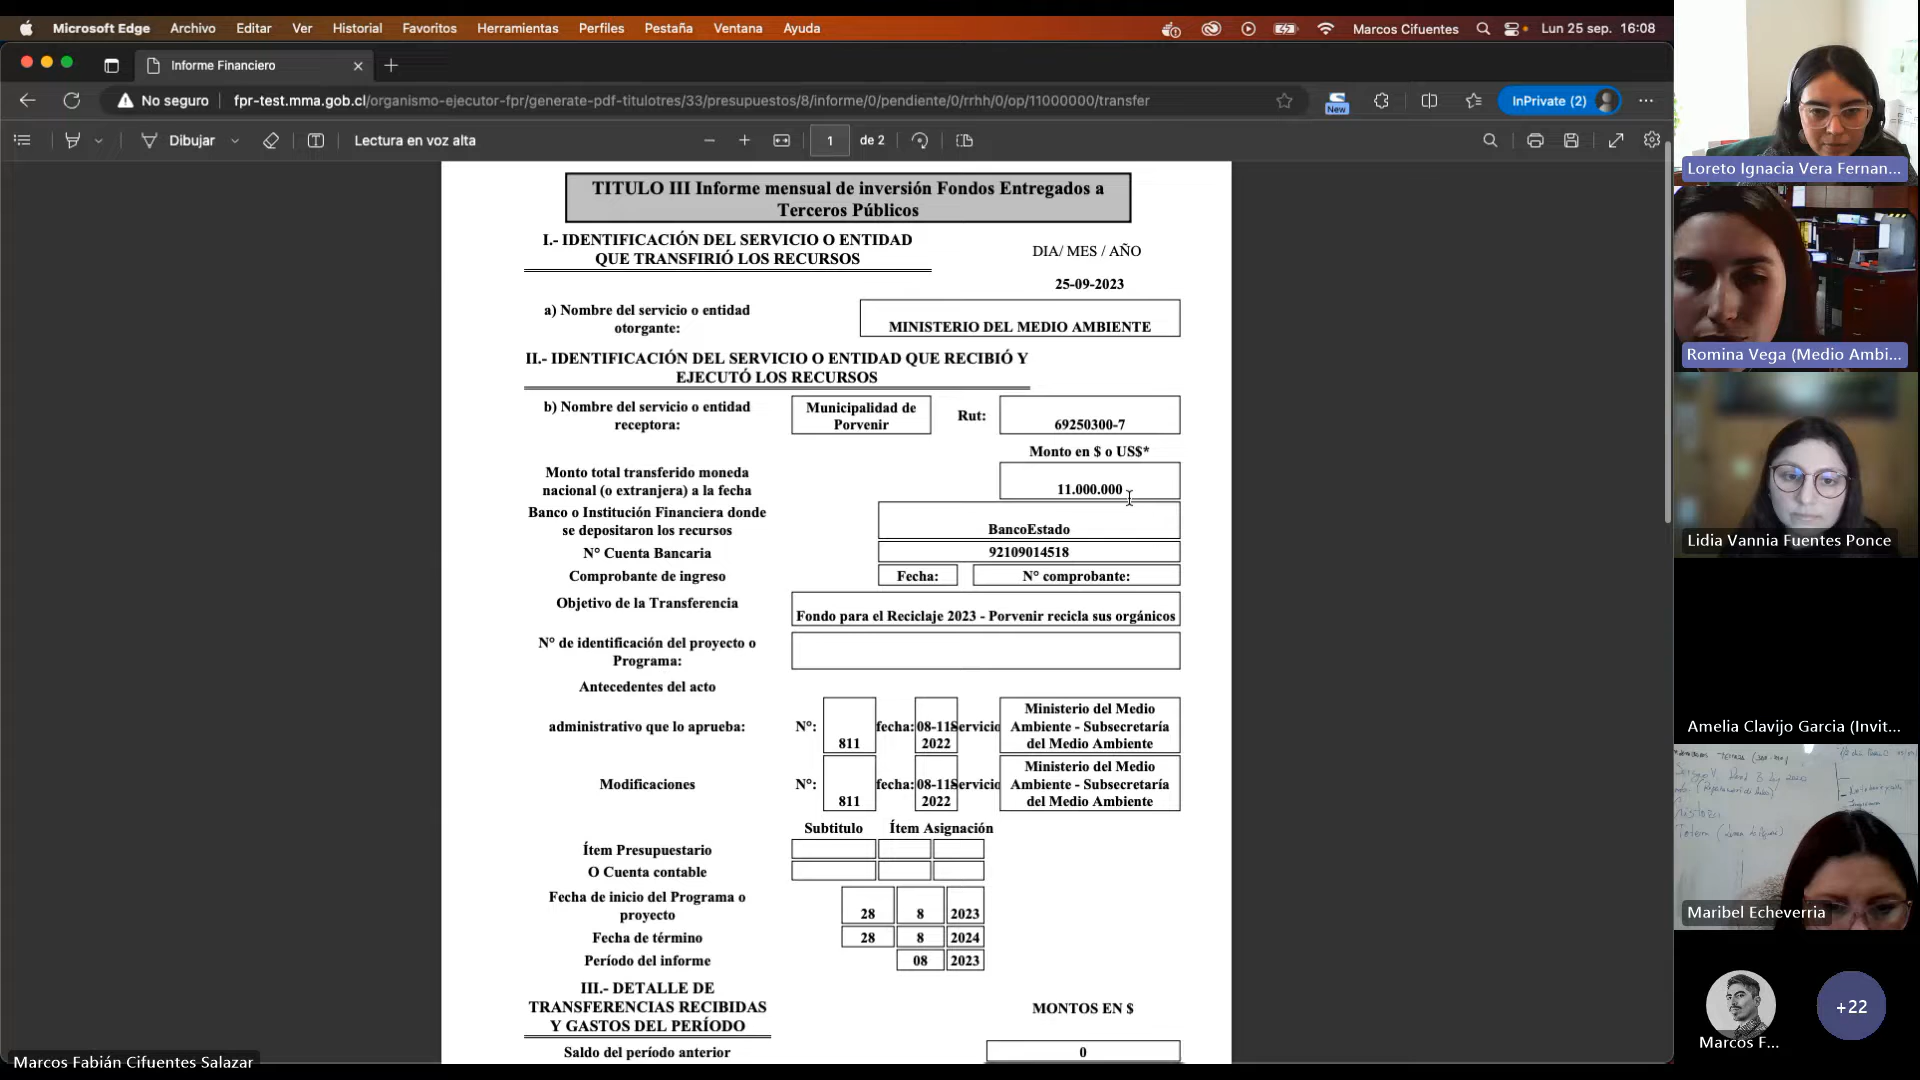 Microsoft Edge Archivo Editar Ver Historial Favoritos Herramientas Perfiles Pestaña Ventana Ayuda Marcos Cifuentes Lun 25 sep. 16:08
Informe Financiero
No seguro fpr-test.mma.gob.cl/organismo-ejecutor-fpr/generate-pdf-titulotres/33/presupuestos/8/informe/0/pendiente/0/rrhh/0/op/11000000/transfer New InPrivate (2)
Dibujar Lectura en voz alta 1 de 2
TITULO III Informe mensual de inversión Fondos Entregados a
Terceros Públicos
I.- IDENTIFICACIÓN DEL SERVICIO O ENTIDAD
QUE TRANSFIRIÓ LOS RECURSOS
DIA/ MES / AÑO
25-09-2023
a) Nombre del servicio o entidad
otorgante:
MINISTERIO DEL MEDIO AMBIENTE
II.- IDENTIFICACIÓN DEL SERVICIO O ENTIDAD QUE RECIBIÓ Y
EJECUTÓ LOS RECURSOS
b) Nombre del servicio o entidad
receptora:
Municipalidad de
Porvenir
Rut:
69250300-7
Monto en $ o US$*
Monto total transferido moneda
nacional (o extranjera) a la fecha
11.000.000
Banco o Institución Financiera donde
se depositaron los recursos
BancoEstado
N° Cuenta Bancaria 92109014518
Comprobante de ingreso Fecha: N° comprobante:
Objetivo de la Transferencia
Fondo para el Reciclaje 2023 - Porvenir recicla sus orgánicos
N° de identificación del proyecto o
Programa:
Antecedentes del acto
administrativo que lo aprueba: N°: 811 fecha: 08-11-2022 Servicio
Ministerio del Medio
Ambiente - Subsecretaría
del Medio Ambiente
Modificaciones N°: 811 fecha: 08-11-2022 Servicio
Ministerio del Medio
Ambiente - Subsecretaría
del Medio Ambiente
Subtitulo Ítem Asignación
Ítem Presupuestario
O Cuenta contable
Fecha de inicio del Programa o
proyecto
28 8 2023
Fecha de término 28 8 2024
Período del informe 08 2023
III.- DETALLE DE
TRANSFERENCIAS RECIBIDAS
Y GASTOS DEL PERÍODO
MONTOS EN $
Saldo del período anterior 0
Marcos Fabián Cifuentes Salazar
Loreto Ignacia Vera Fernan...
Romina Vega (Medio Ambi...
Lidia Vannia Fuentes Ponce
Amelia Clavijo Garcia (Invit...
Maribel Echeverria
Marcos F...
+22